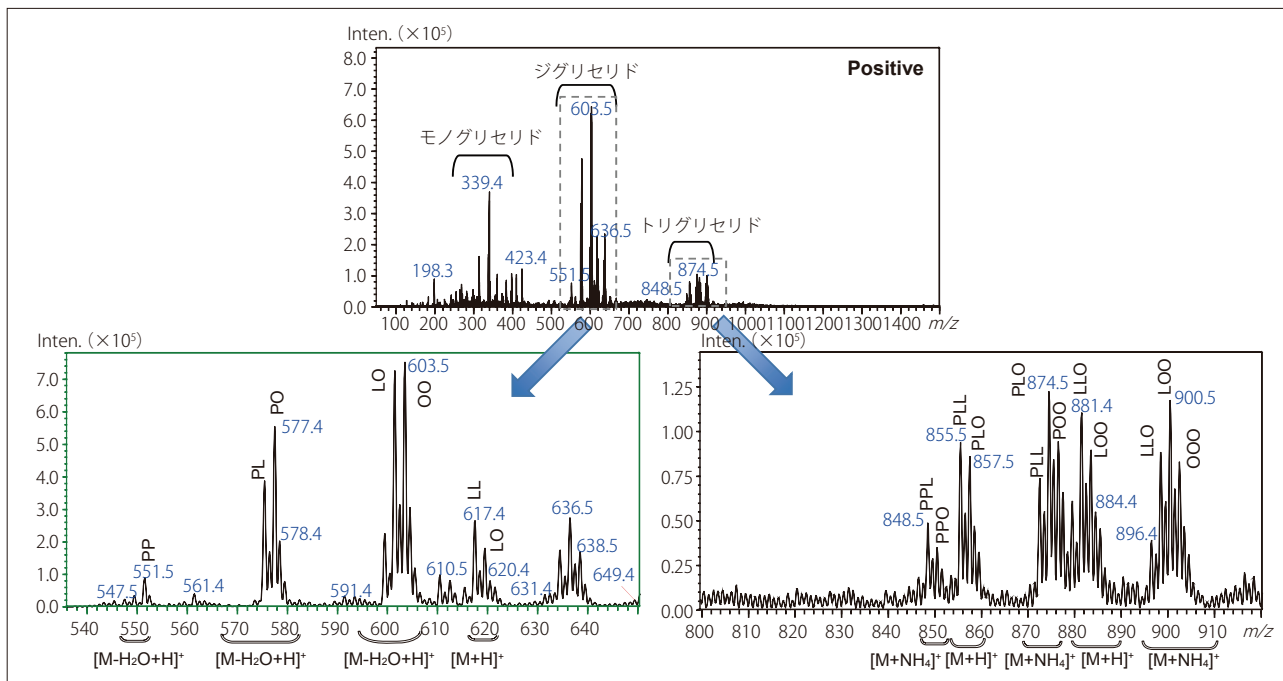 Inten. (×10⁵)
Positive
8.0
7.0
6.0
5.0
4.0
3.0
2.0
1.0
0.0
モノグリセリド
ジグリセリド
トリグリセリド
198.3
339.4
423.4
551.5
603.5
636.5
848.5
874.5
100 200 300 400 500 600 700 800 900 1000 1100 1200 1300 1400 m/z
Inten. (×10⁵)
7.0
6.0
5.0
4.0
3.0
2.0
1.0
0.0
547.5
PP
551.5
561.4
PL
PO
577.4
578.4
591.4
LO
603.5
OO
610.5
LL
617.4
LO
620.4
631.4
636.5
638.5
649.4
540 550 560 570 580 590 600 610 620 630 640
[M-H₂O+H]⁺ [M-H₂O+H]⁺ [M-H₂O+H]⁺ [M+H]⁺
Inten. (×10⁵)
1.25
1.00
0.75
0.50
0.25
0.00
848.5
PPL
PPO
855.5
PLL
PLO
857.5
PLL
PLO
874.5
POO
LLO
881.4
LOO
884.4
896.4
LLO
LOO
900.5
OOO
800 810 820 830 840 850 860 870 880 890 900 910 m/z
[M+NH₄]⁺ [M+H]⁺ [M+NH₄]⁺ [M+H]⁺ [M+NH₄]⁺